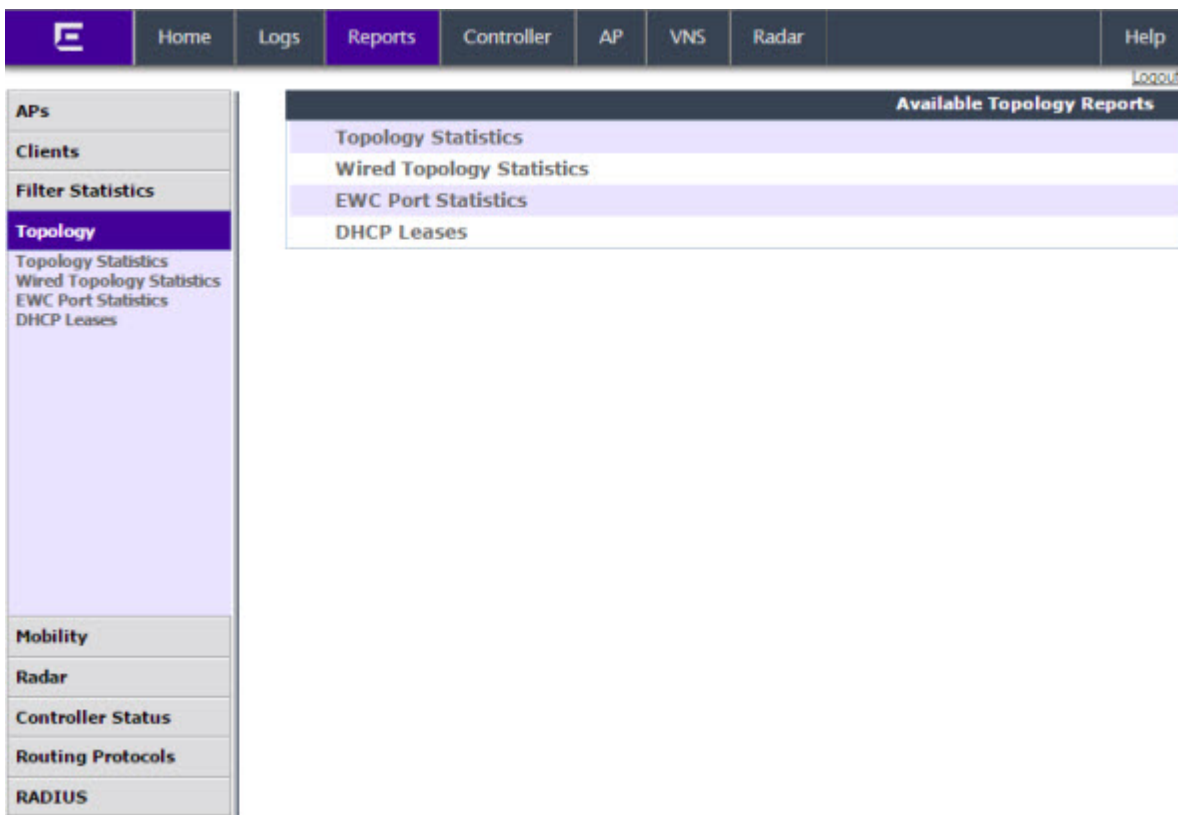 Home Logs Reports Controller AP VNS Radar Help
Logout
APs
Clients
Filter Statistics
Topology
Topology Statistics
Wired Topology Statistics
EWC Port Statistics
DHCP Leases
Mobility
Radar
Controller Status
Routing Protocols
RADIUS
Available Topology Reports
Topology Statistics
Wired Topology Statistics
EWC Port Statistics
DHCP Leases